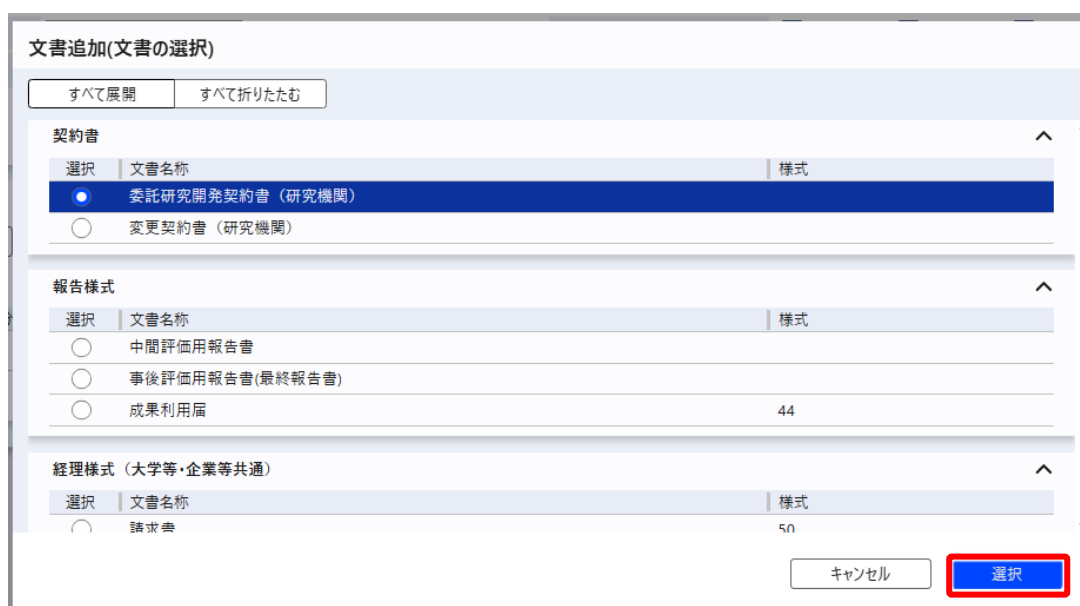 文書追加(文書の選択)
すべて展開 すべて折りたたむ
契約書
選択 文書名称 様式
委託研究開発契約書（研究機関）
変更契約書（研究機関）
報告様式
選択 文書名称 様式
中間評価用報告書
事後評価用報告書(最終報告書)
成果利用届 44
経理様式（大学等･企業等共通）
選択 文書名称 様式
請求書 50
キャンセル 選択